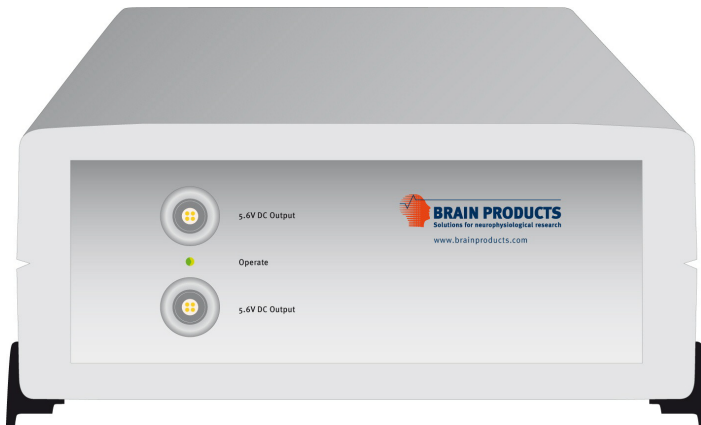 5.6V DC Output
Operate
5.6V DC Output
BRAIN PRODUCTS
Solutions for neurophysiological research
www.brainproducts.com